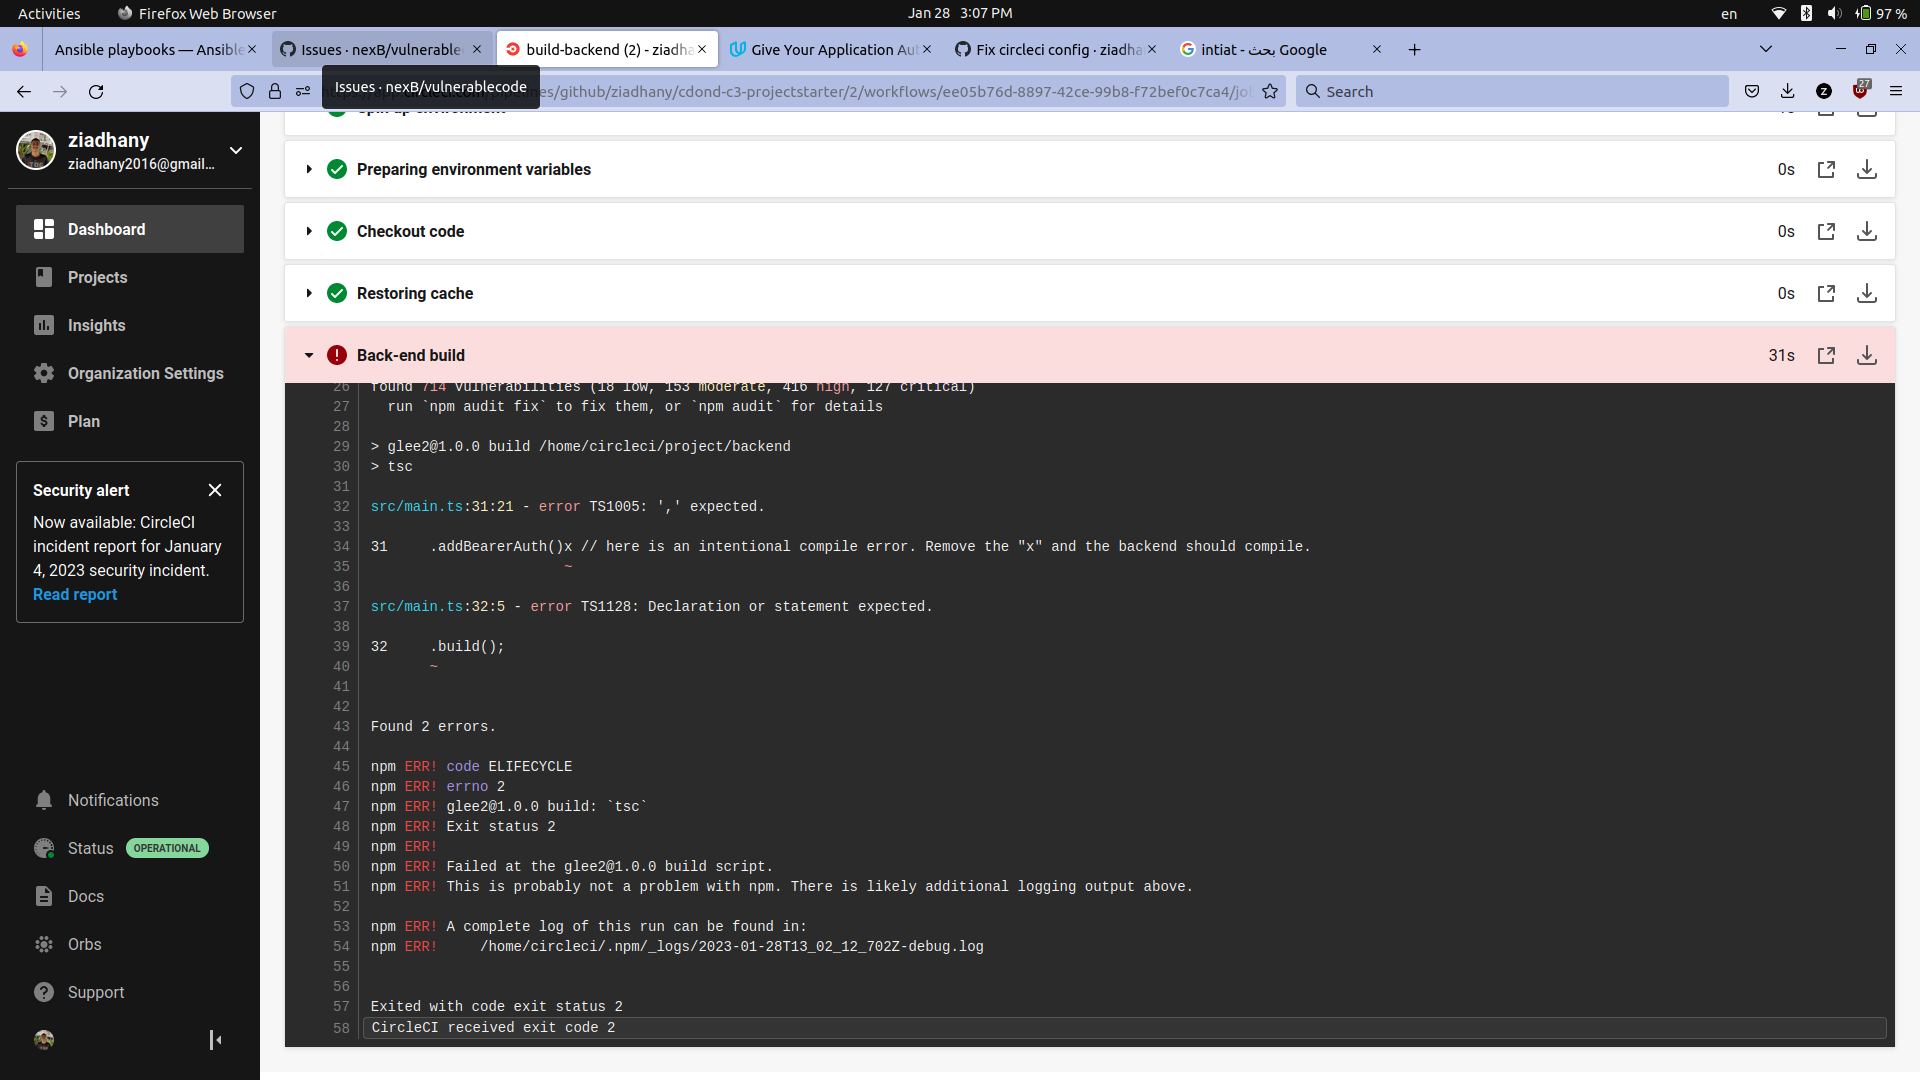 Activities
Firefox Web Browser
Jan 28 3:07 PM
en
97 %
Ansible playbooks — Ansible
Issues · nexB/vulnerable
build-backend (2) - ziadha
Give Your Application Aut
Fix circleci config · ziadha
intiat - بحث Google
Issues · nexB/vulnerablecode
es/github/ziadhany/cdond-c3-projectstarter/2/workflows/ee05b76d-8897-42ce-99b8-f72bef0c7ca4/jo
Search
27
ziadhany
ziadhany2016@gmail...
Dashboard
Projects
Insights
Organization Settings
Plan
Security alert
Now available: CircleCI
incident report for January
4, 2023 security incident.
Read report
Notifications
Status OPERATIONAL
Docs
Orbs
Support
Spin up environment
Preparing environment variables 0s
Checkout code 0s
Restoring cache 0s
Back-end build 31s
26 found 714 vulnerabilities (18 low, 153 moderate, 416 high, 127 critical)
27 run `npm audit fix` to fix them, or `npm audit` for details
28
29 > glee2@1.0.0 build /home/circleci/project/backend
30 > tsc
31
32 src/main.ts:31:21 - error TS1005: ',' expected.
33
34 31 .addBearerAuth()x // here is an intentional compile error. Remove the "x" and the backend should compile.
35 ~
36
37 src/main.ts:32:5 - error TS1128: Declaration or statement expected.
38
39 32 .build();
40 ~
41
42
43 Found 2 errors.
44
45 npm ERR! code ELIFECYCLE
46 npm ERR! errno 2
47 npm ERR! glee2@1.0.0 build: `tsc`
48 npm ERR! Exit status 2
49 npm ERR!
50 npm ERR! Failed at the glee2@1.0.0 build script.
51 npm ERR! This is probably not a problem with npm. There is likely additional logging output above.
52
53 npm ERR! A complete log of this run can be found in:
54 npm ERR! /home/circleci/.npm/_logs/2023-01-28T13_02_12_702Z-debug.log
55
56
57 Exited with code exit status 2
58 CircleCI received exit code 2